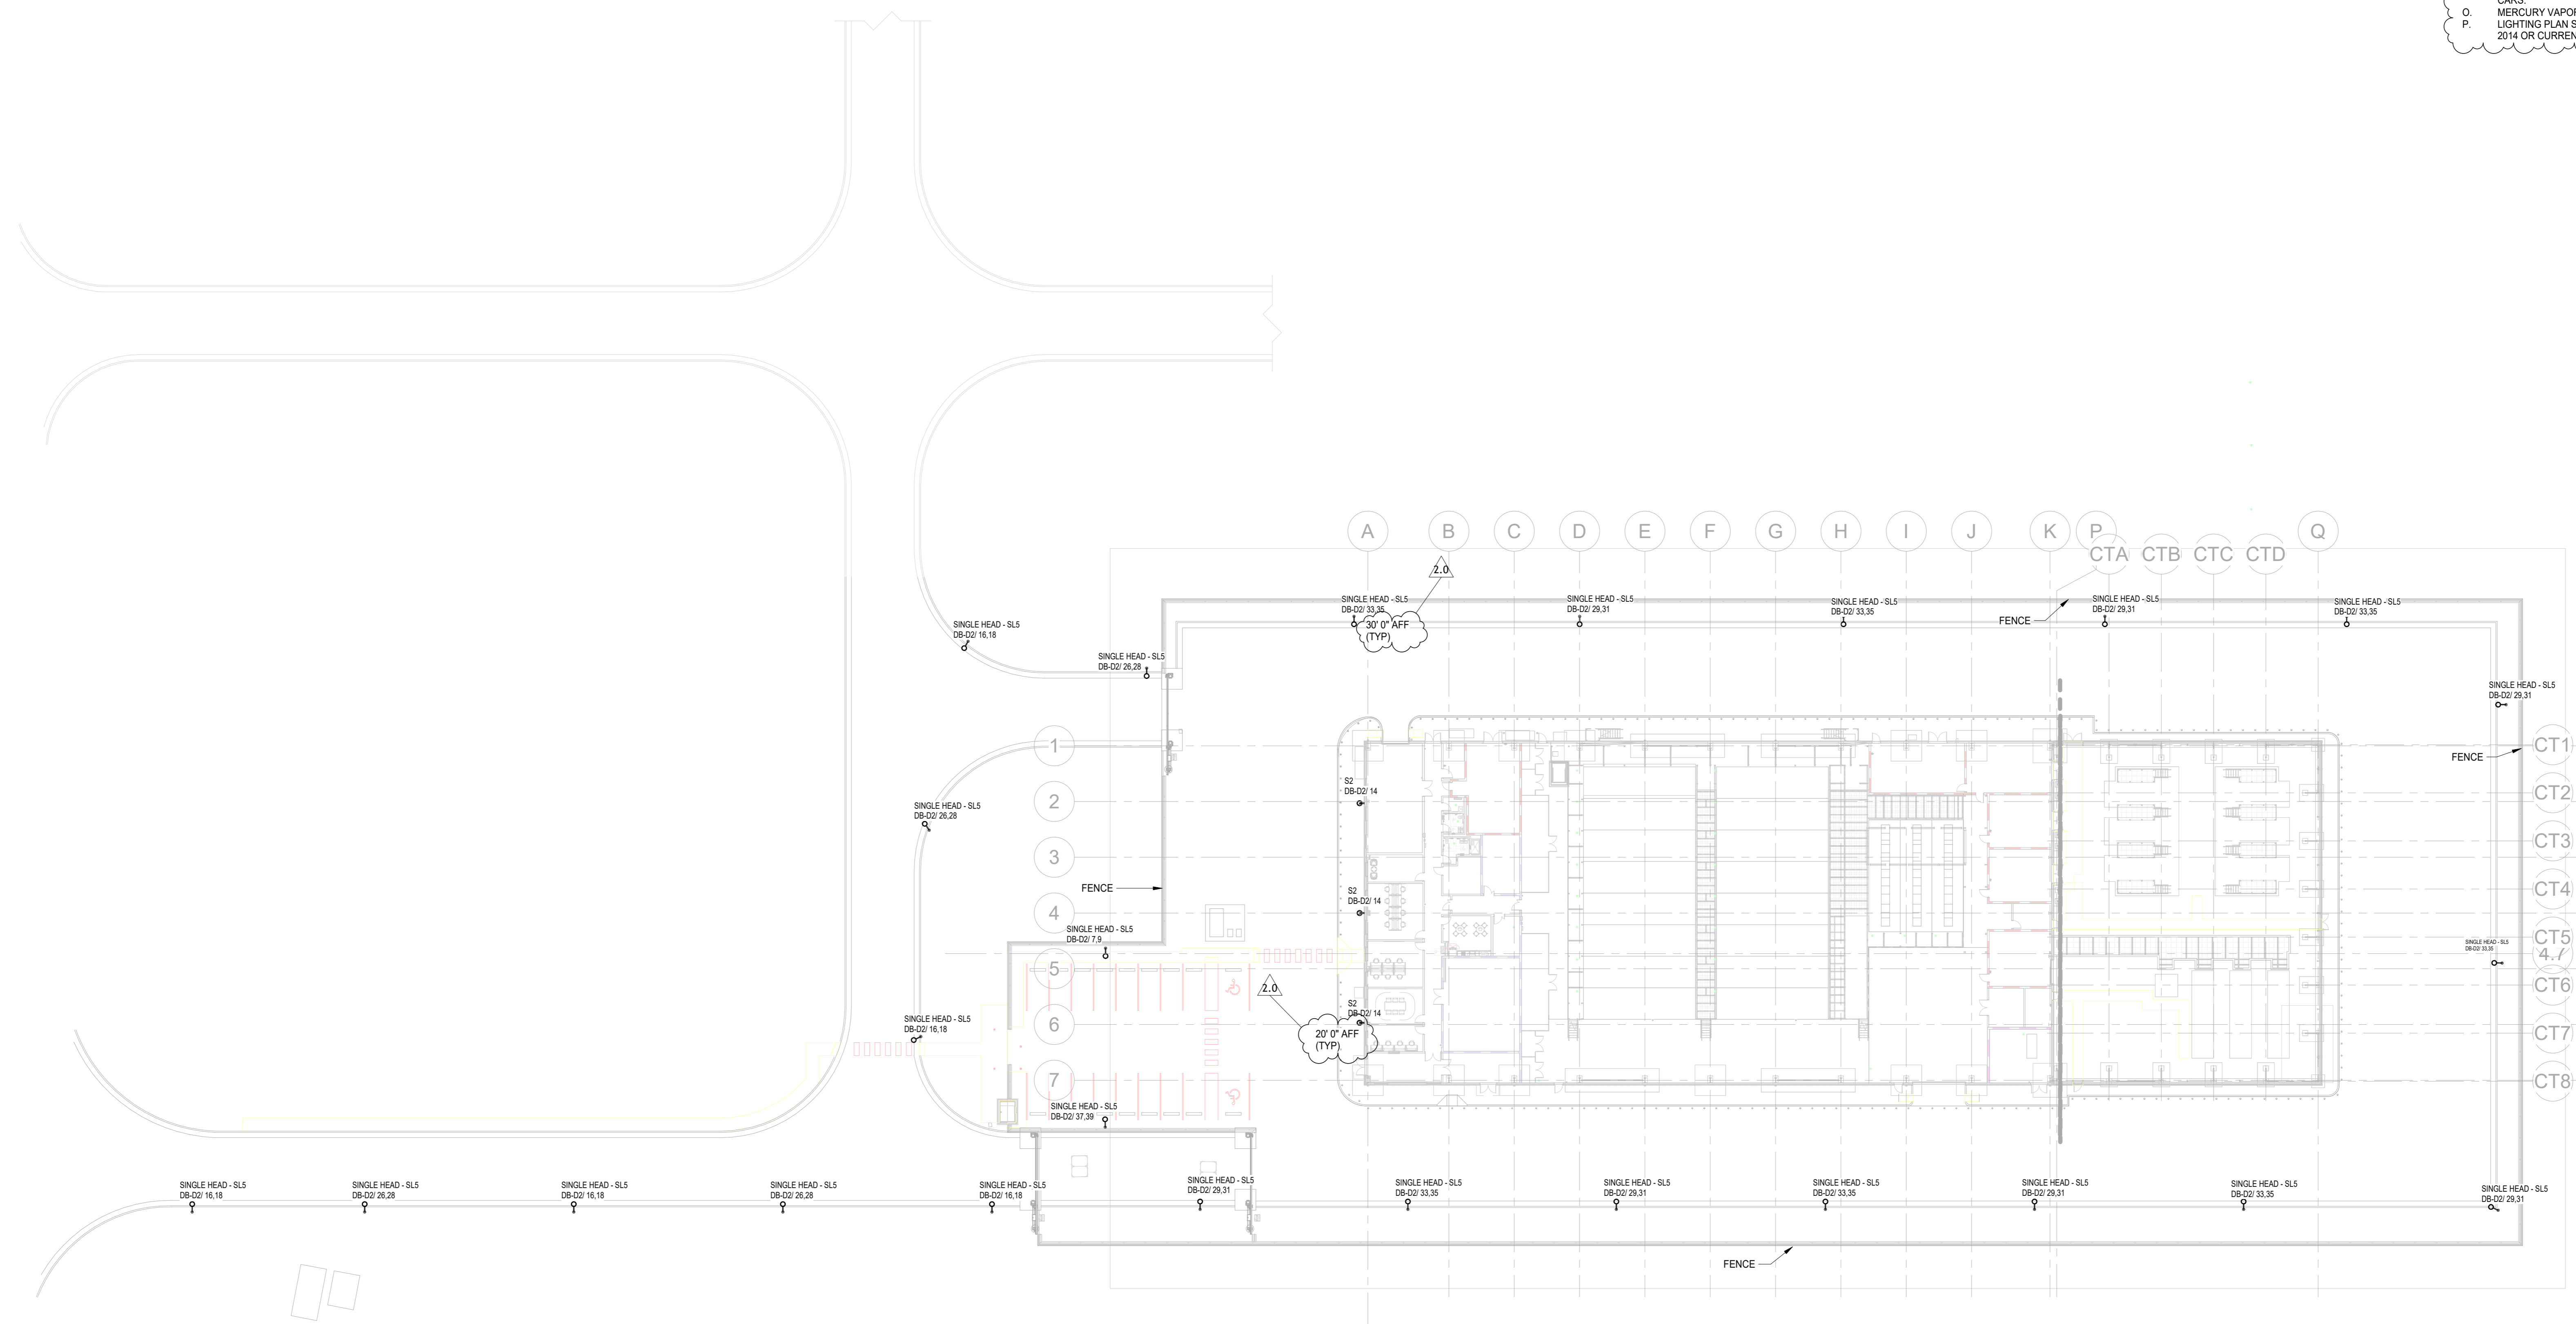 CARS.
O. MERCURY VAPOR
P. LIGHTING PLAN S
2014 OR CURREN
A B C D E F G H I J K P Q
CTA CTB CTC CTD
2.0
SINGLE HEAD - SL5
DB-D2/ 33,35
30' 0" AFF
(TYP)
SINGLE HEAD - SL5
DB-D2/ 29,31
SINGLE HEAD - SL5
DB-D2/ 33,35
FENCE
SINGLE HEAD - SL5
DB-D2/ 29,31
SINGLE HEAD - SL5
DB-D2/ 33,35
SINGLE HEAD - SL5
DB-D2/ 16,18
SINGLE HEAD - SL5
DB-D2/ 26,28
SINGLE HEAD - SL5
DB-D2/ 29,31
1
CT1
FENCE
S2
DB-D2/ 14
2
CT2
SINGLE HEAD - SL5
DB-D2/ 26,28
3
CT3
FENCE
S2
DB-D2/ 14
4
CT4
SINGLE HEAD - SL5
DB-D2/ 7,9
CT5
4.7
SINGLE HEAD - SL5
DB-D2/ 33,35
5
CT6
2.0
S2
DB-D2/ 14
SINGLE HEAD - SL5
DB-D2/ 16,18
6
20' 0" AFF
(TYP)
CT7
7
CT8
SINGLE HEAD - SL5
DB-D2/ 37,39
SINGLE HEAD - SL5
DB-D2/ 16,18
SINGLE HEAD - SL5
DB-D2/ 26,28
SINGLE HEAD - SL5
DB-D2/ 16,18
SINGLE HEAD - SL5
DB-D2/ 26,28
SINGLE HEAD - SL5
DB-D2/ 16,18
SINGLE HEAD - SL5
DB-D2/ 29,31
SINGLE HEAD - SL5
DB-D2/ 33,35
SINGLE HEAD - SL5
DB-D2/ 29,31
SINGLE HEAD - SL5
DB-D2/ 33,35
SINGLE HEAD - SL5
DB-D2/ 29,31
SINGLE HEAD - SL5
DB-D2/ 33,35
SINGLE HEAD - SL5
DB-D2/ 29,31
FENCE